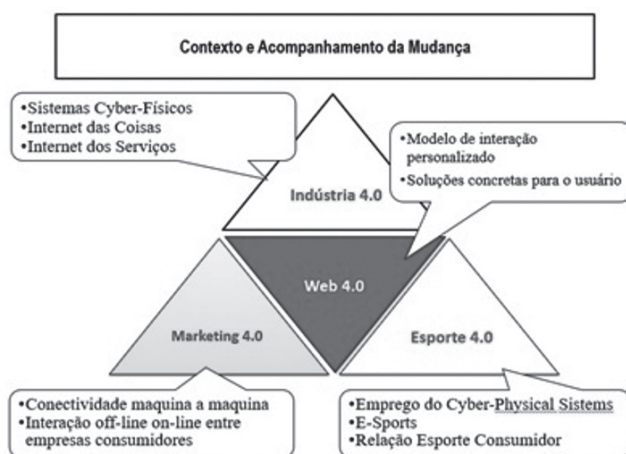 Contexto e Acompanhamento da Mudança
•Sistemas Cyber-Físicos
•Internet das Coisas
•Internet dos Serviços
•Modelo de interação
personalizado
•Soluções concretas para o usuário
Indústria 4.0
Web 4.0
Marketing 4.0
Esporte 4.0
•Conectividade maquina a maquina
•Interação off-line on-line entre
empresas consumidores
•Emprego do Cyber-Physical Sistems
•E-Sports
•Relação Esporte Consumidor